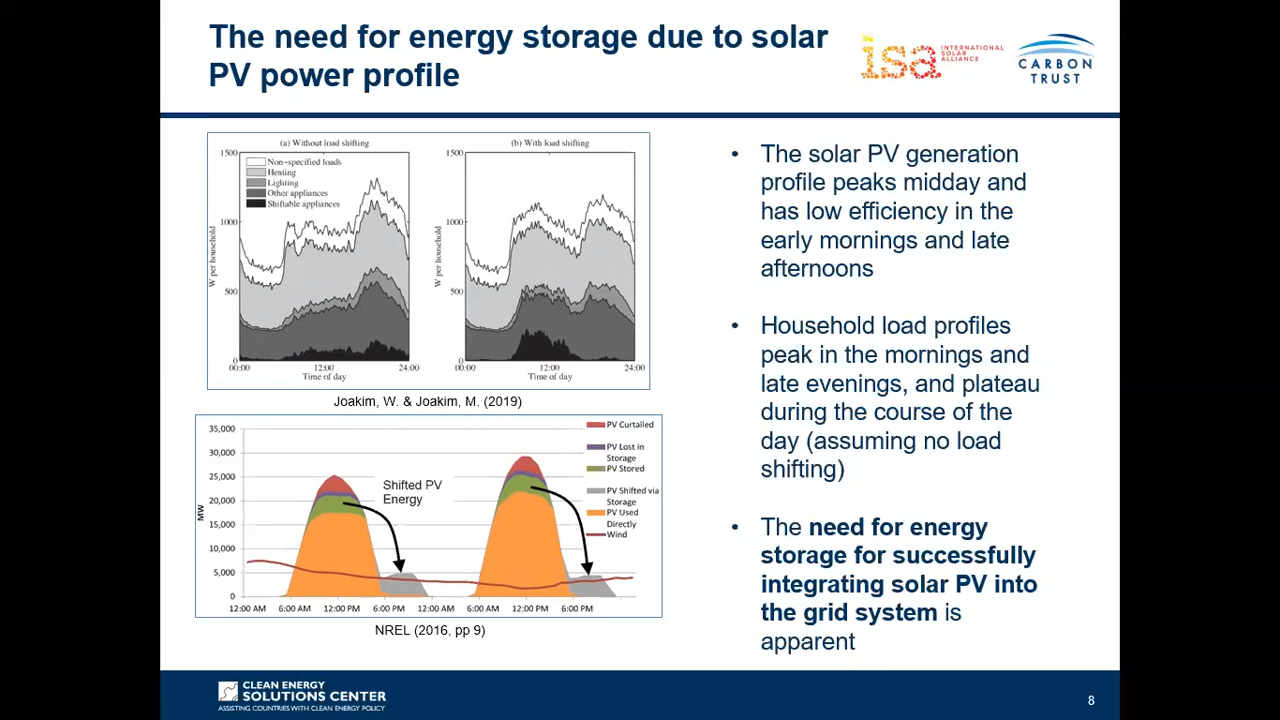 The need for energy storage due to solar
PV power profile
isa INTERNATIONAL
SOLAR
ALLIANCE
CARBON
TRUST
(a) Without load shifting
1500
1000
500
0
W per household
Non-specified loads
Heating
Lighting
Other appliances
Shiftable appliances
00:00 12:00 24:00
Time of day
(b) With load shifting
1500
1000
500
0
W per household
00:00 12:00 24:00
Time of day
Joakim, W. & Joakim, M. (2019)
35,000
30,000
25,000
20,000
15,000
10,000
5,000
0
MW
Shifted PV
Energy
PV Curtailed
PV Lost in
Storage
PV Stored
PV Shifted via
Storage
PV Used
Directly
Wind
12:00 AM 6:00 AM 12:00 PM 6:00 PM 12:00 AM 6:00 AM 12:00 PM 6:00 PM
NREL (2016, pp 9)
• The solar PV generation
profile peaks midday and
has low efficiency in the
early mornings and late
afternoons
• Household load profiles
peak in the mornings and
late evenings, and plateau
during the course of the
day (assuming no load
shifting)
• The need for energy
storage for successfully
integrating solar PV into
the grid system is
apparent
CLEAN ENERGY
SOLUTIONS CENTER
ASSISTING COUNTRIES WITH CLEAN ENERGY POLICY
8